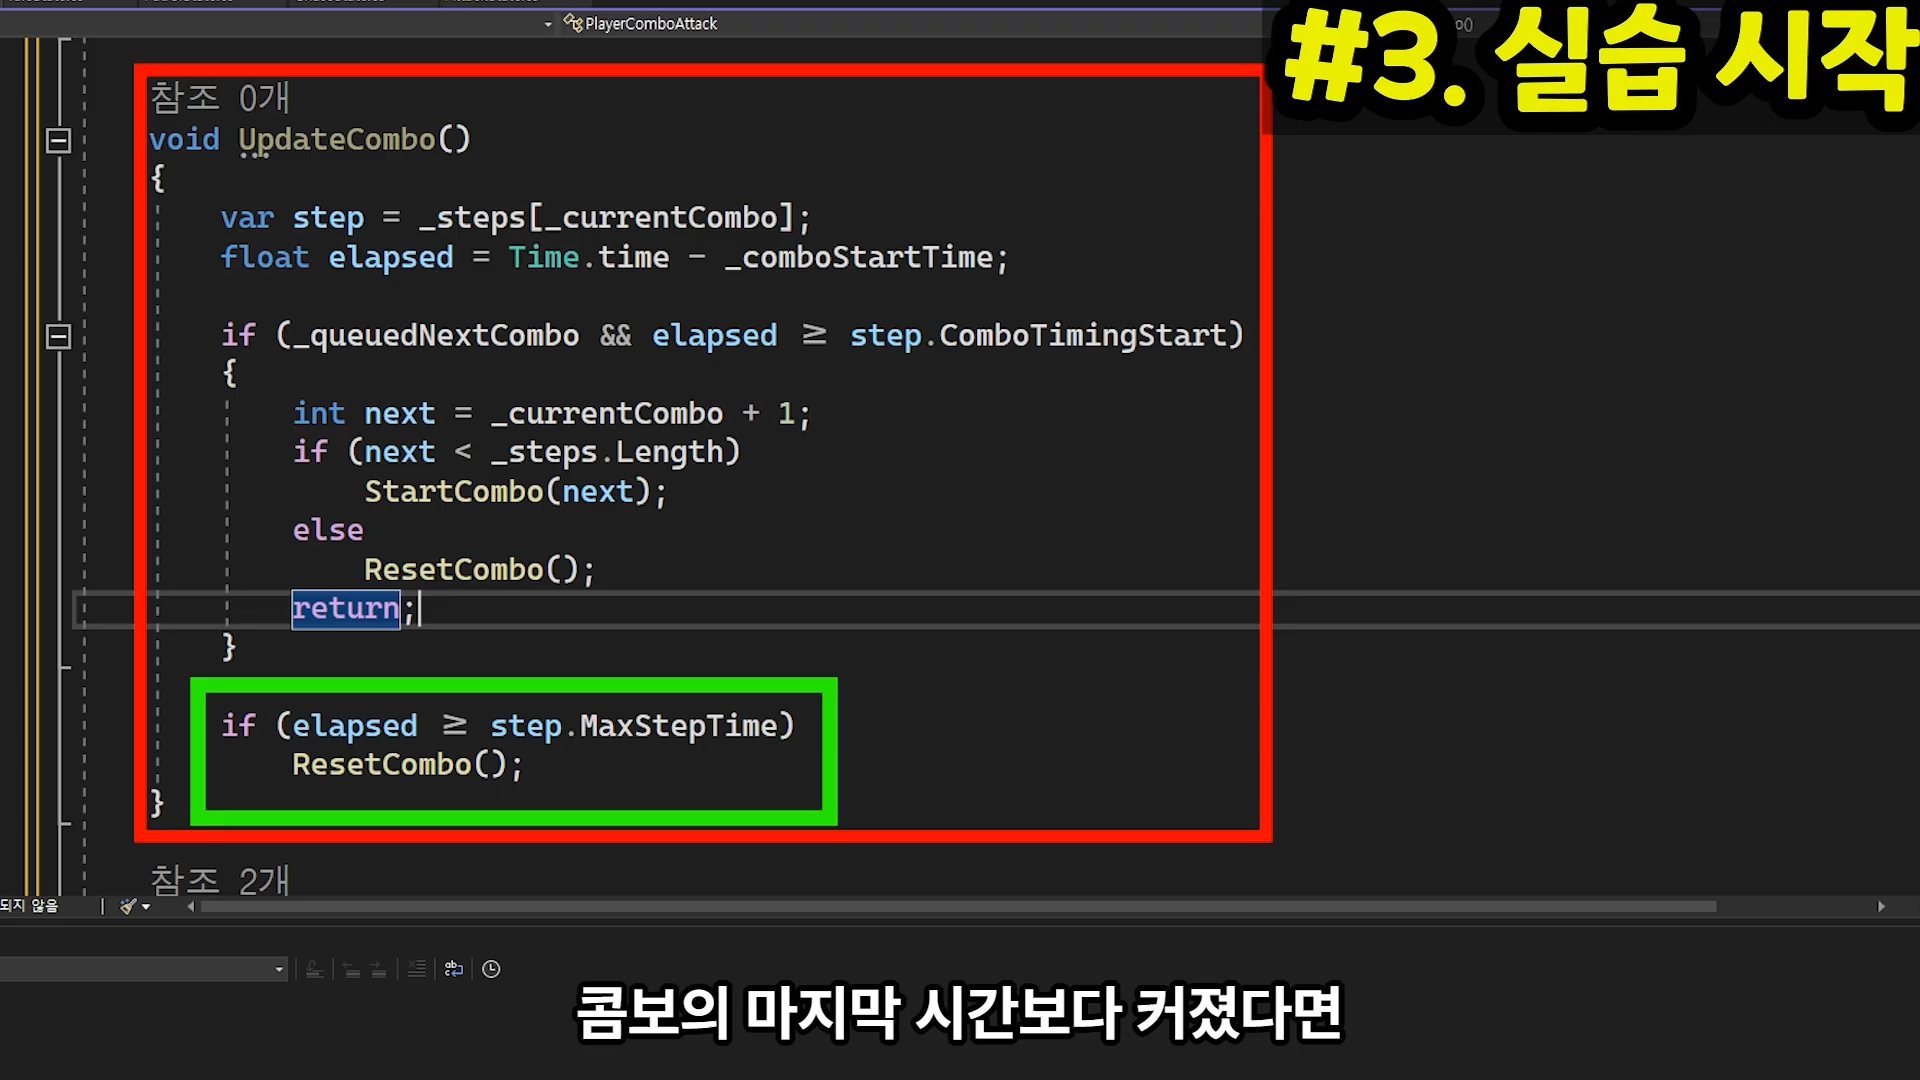 PlayerComboAttack
#3. 실습 시작
참조 0개
void UpdateCombo()
{
var step = _steps[_currentCombo];
float elapsed = Time.time - _comboStartTime;
if (_queuedNextCombo && elapsed ≥ step.ComboTimingStart)
{
int next = _currentCombo + 1;
if (next < _steps.Length)
StartCombo(next);
else
ResetCombo();
return;
}
if (elapsed ≥ step.MaxStepTime)
ResetCombo();
}
참조 2개
되지 않음
콤보의 마지막 시간보다 커졌다면